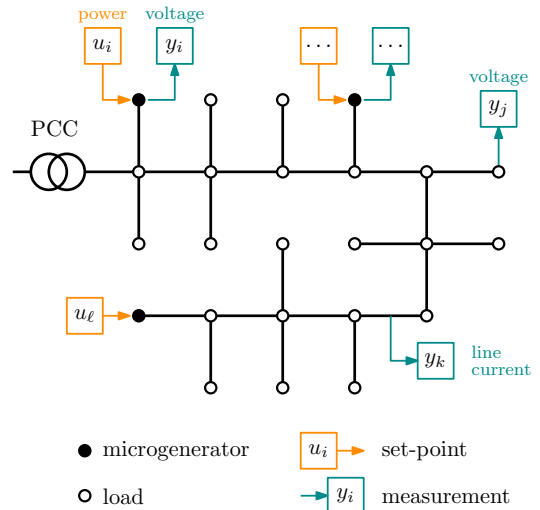 power voltage
u_i y_i ... ... voltage
y_j
PCC
u_ℓ
y_k line
current
microgenerator u_i set-point
load y_i measurement